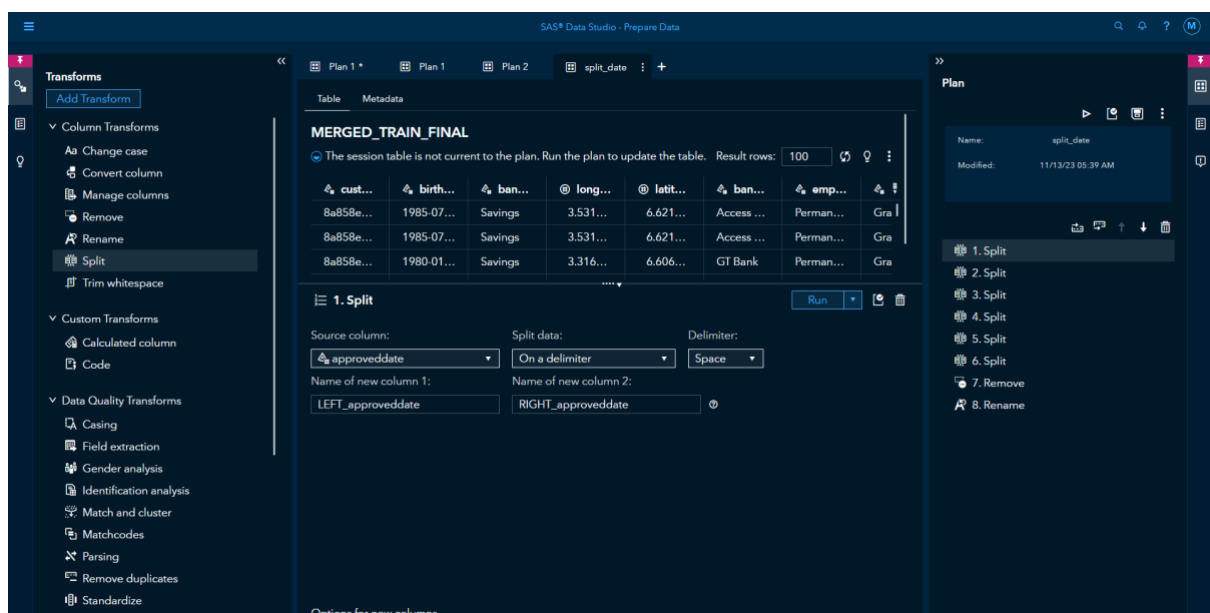 SAS® Data Studio - Prepare Data
? M
Transforms
Add Transform
Column Transforms
Aa Change case
Convert column
Manage columns
Remove
Rename
Split
Trim whitespace
Custom Transforms
Calculated column
Code
Data Quality Transforms
Casing
Field extraction
Gender analysis
Identification analysis
Match and cluster
Matchcodes
Parsing
Remove duplicates
Standardize
Plan 1 * Plan 1 Plan 2 split_date
Table Metadata
MERGED_TRAIN_FINAL
The session table is not current to the plan. Run the plan to update the table. Result rows: 100
cust... birth... ban... long... latit... ban... emp...
8a858e... 1985-07... Savings 3.531... 6.621... Access ... Perman... Gra
8a858e... 1985-07... Savings 3.531... 6.621... Access ... Perman... Gra
8a858e... 1980-01... Savings 3.316... 6.606... GT Bank Perman... Gra
1. Split Run
Source column: Split data: Delimiter:
approveddate On a delimiter Space
Name of new column 1: Name of new column 2:
LEFT_approveddate RIGHT_approveddate
Options for new columns
Plan
Name: split_date
Modified: 11/13/23 05:39 AM
1. Split
2. Split
3. Split
4. Split
5. Split
6. Split
7. Remove
8. Rename